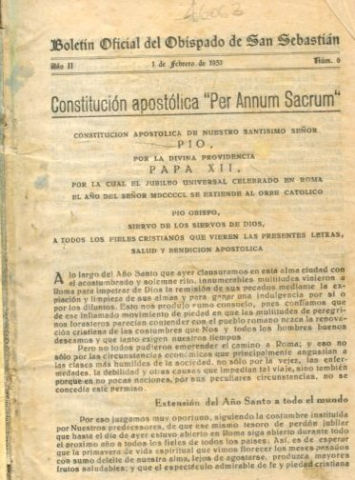 Boletín Oficial del Obispado de San Sebastián
Año II 1 de Febrero de 1951 Núm. 6
Constitución apostólica "Per Annum Sacrum"
CONSTITUCION APOSTOLICA DE NUESTRO SANTISIMO SEÑOR
PIO,
POR LA DIVINA PROVIDENCIA
PAPA XII,
POR LA CUAL EL JUBILEO UNIVERSAL CELEBRADO EN ROMA
EL AÑO DEL SEÑOR MDCCCCL SE EXTIENDE AL ORBE CATOLICO
PIO OBISPO,
SIERVO DE LOS SIERVOS DE DIOS,
A TODOS LOS FIELES CRISTIANOS QUE VIEREN LAS PRESENTES LETRAS,
SALUD Y BENDICION APOSTOLICA
A lo largo del Año Santo que ayer clausuramos en esta alma ciudad con
el acostumbrado y solemne rito, innumerables multitudes vinieron a
Roma para impetrar de Dios la remisión de sus pecados mediante la ex-
piación y limpieza de sus almas y para ganar una indulgencia por sí o
por los difuntos. Esto nos produjo sumo consuelo, pues confiamos que
de ese inflamado movimiento de piedad en que las multitudes de peregri-
nos forasteros parecían contender con el pueblo romano nazca la renova-
ción cristiana de las costumbres que Nos y todos los hombres buenos
deseamos y que tanto exigen nuestros tiempos.
Pero no todos pudieron emprender el camino a Roma; y eso no
sólo por las circunstancias económicas que principalmente angustian a
las clases más humildes de la sociedad, no sólo por la vejez, las enfer-
medades, la debilidad y otras causas que impedían tal viaje, sino también
porque en no pocas naciones, por sus peculiares circunstancias, no se
concedía este permiso.
Extensión del Año Santo a todo el mundo
Por eso juzgamos muy oportuno, siguiendo la costumbre instituída
por Nuestros predecesores, de que ese mismo tesoro de perdón jubilar
que hasta el día de ayer estuvo abierto en Roma siga abierto durante todo
el próximo año a todos los fieles de todos los países. Así, es de esperar
que la primavera de vida espiritual que vimos florecer los meses pasados
con sumo deleite de nuestra alma, lejos de agostarse, produzca mayores
frutos saludables; y que el espectáculo admirable de fe y piedad cristiana